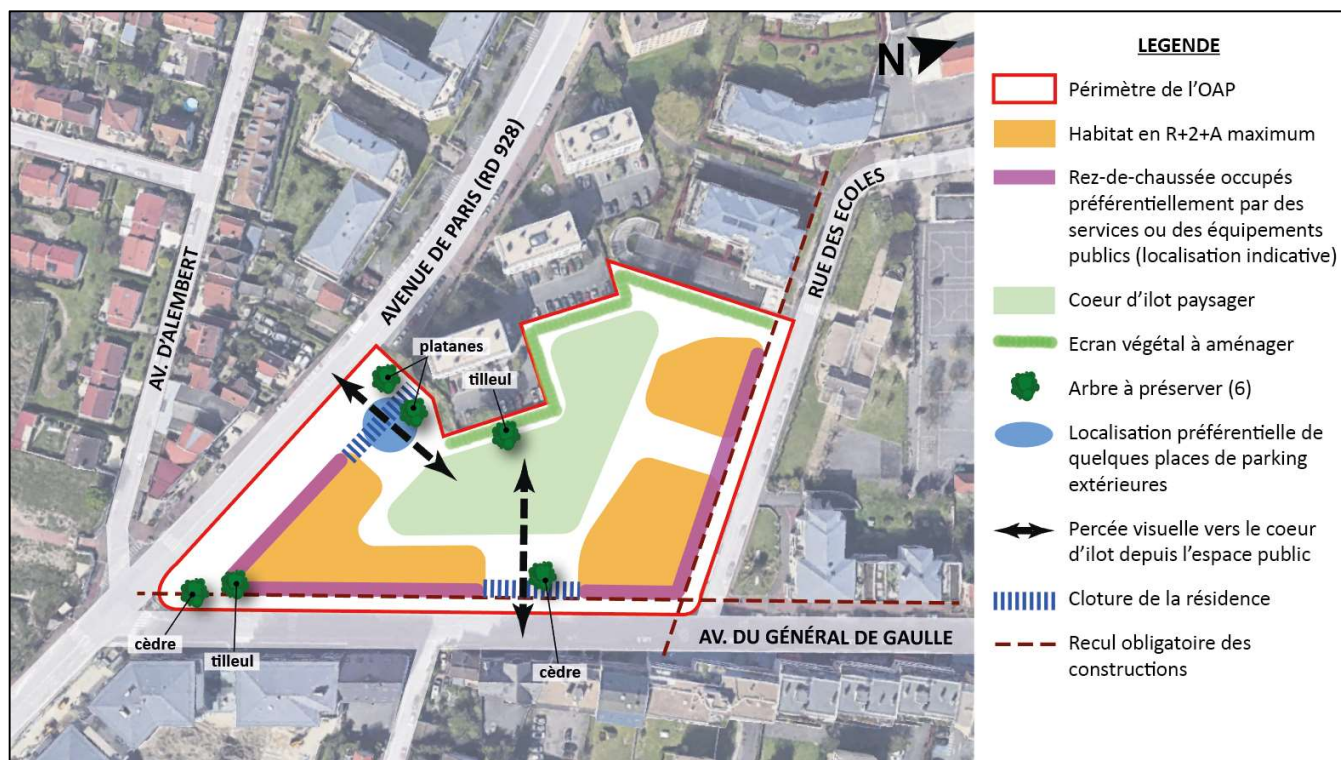 N
AVENUE DE PARIS (RD 928)
AV. D'ALEMBERT
RUE DES ECOLES
platanes
tilleul
cèdre
tilleul
cèdre
AV. DU GÉNÉRAL DE GAULLE
LEGENDE
Périmètre de l'OAP
Habitat en R+2+A maximum
Rez-de-chaussée occupés
préférentiellement par des
services ou des équipements
publics (localisation indicative)
Coeur d'ilot paysager
Ecran végétal à aménager
Arbre à préserver (6)
Localisation préférentielle de
quelques places de parking
extérieures
Percée visuelle vers le coeur
d'ilot depuis l'espace public
Cloture de la résidence
Recul obligatoire des
constructions